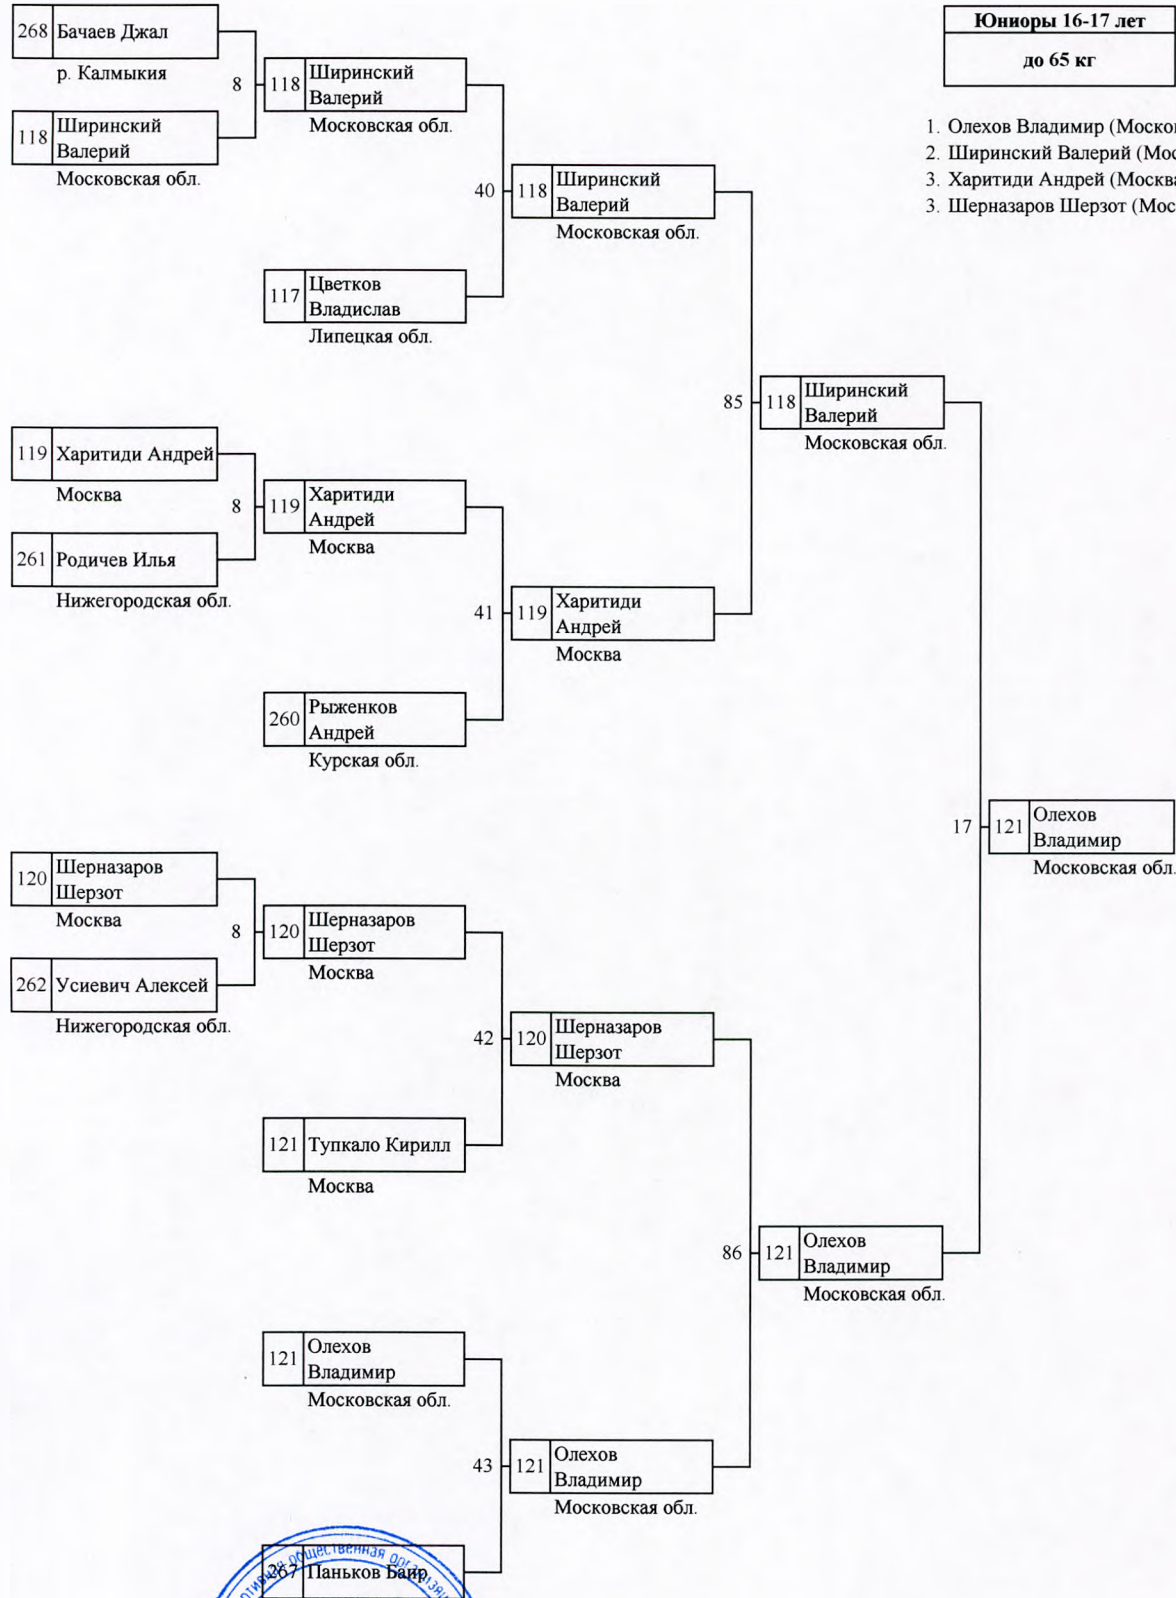 Юниоры 16-17 лет
до 65 кг
1. Олехов Владимир (Москов
2. Ширинский Валерий (Мос
3. Харитиди Андрей (Москва
3. Шерназаров Шерзот (Мос
268 Бачаев Джал
р. Калмыкия
118 Ширинский
Валерий
Московская обл.
8
118 Ширинский
Валерий
Московская обл.
117 Цветков
Владислав
Липецкая обл.
40
118 Ширинский
Валерий
Московская обл.
119 Харитиди Андрей
Москва
261 Родичев Илья
Нижегородская обл.
8
119 Харитиди
Андрей
Москва
260 Рыженков
Андрей
Курская обл.
41
119 Харитиди
Андрей
Москва
85
118 Ширинский
Валерий
Московская обл.
120 Шерназаров
Шерзот
Москва
262 Усиевич Алексей
Нижегородская обл.
8
120 Шерназаров
Шерзот
Москва
121 Тупкало Кирилл
Москва
42
120 Шерназаров
Шерзот
Москва
121 Олехов
Владимир
Московская обл.
267 Паньков Баир
43
121 Олехов
Владимир
Московская обл.
86
121 Олехов
Владимир
Московская обл.
17
121 Олехов
Владимир
Московская обл.
общественная